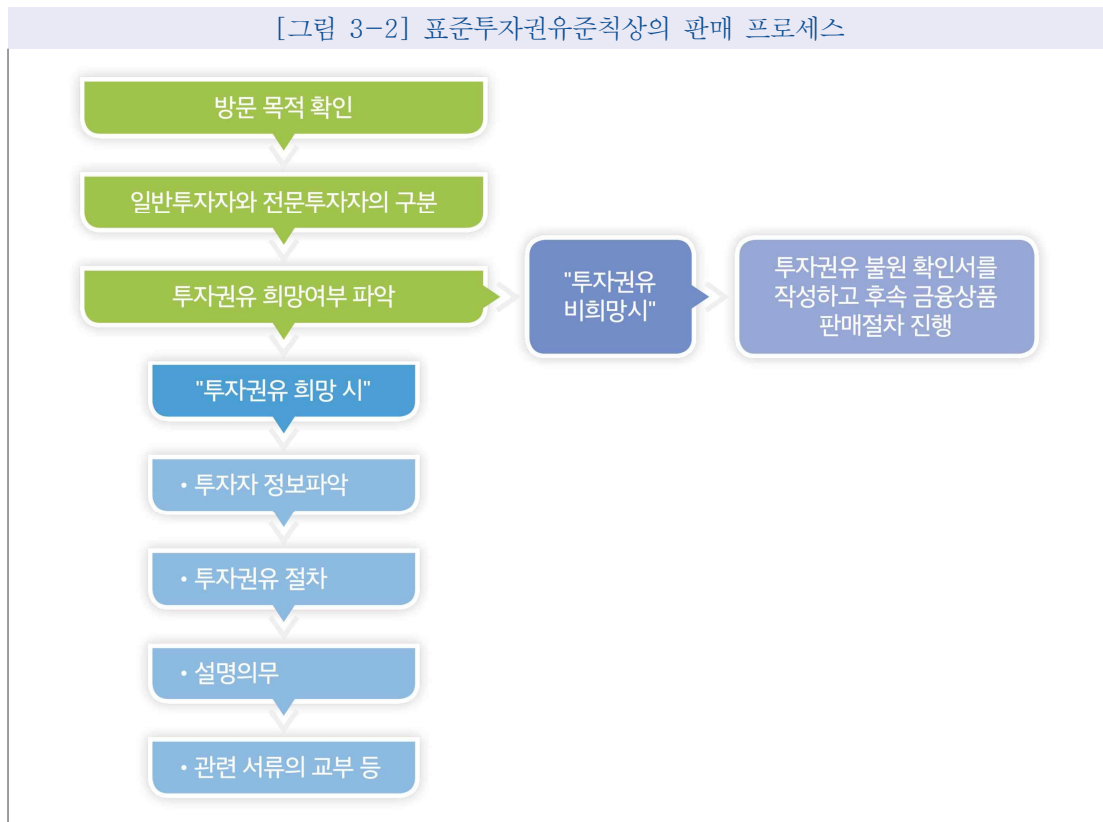 [그림 3-2] 표준투자권유준칙상의 판매 프로세스
방문 목적 확인
일반투자자와 전문투자자의 구분
투자권유 희망여부 파악
"투자권유
비희망시"
투자권유 불원 확인서를
작성하고 후속 금융상품
판매절차 진행
"투자권유 희망 시"
• 투자자 정보파악
• 투자권유 절차
• 설명의무
• 관련 서류의 교부 등